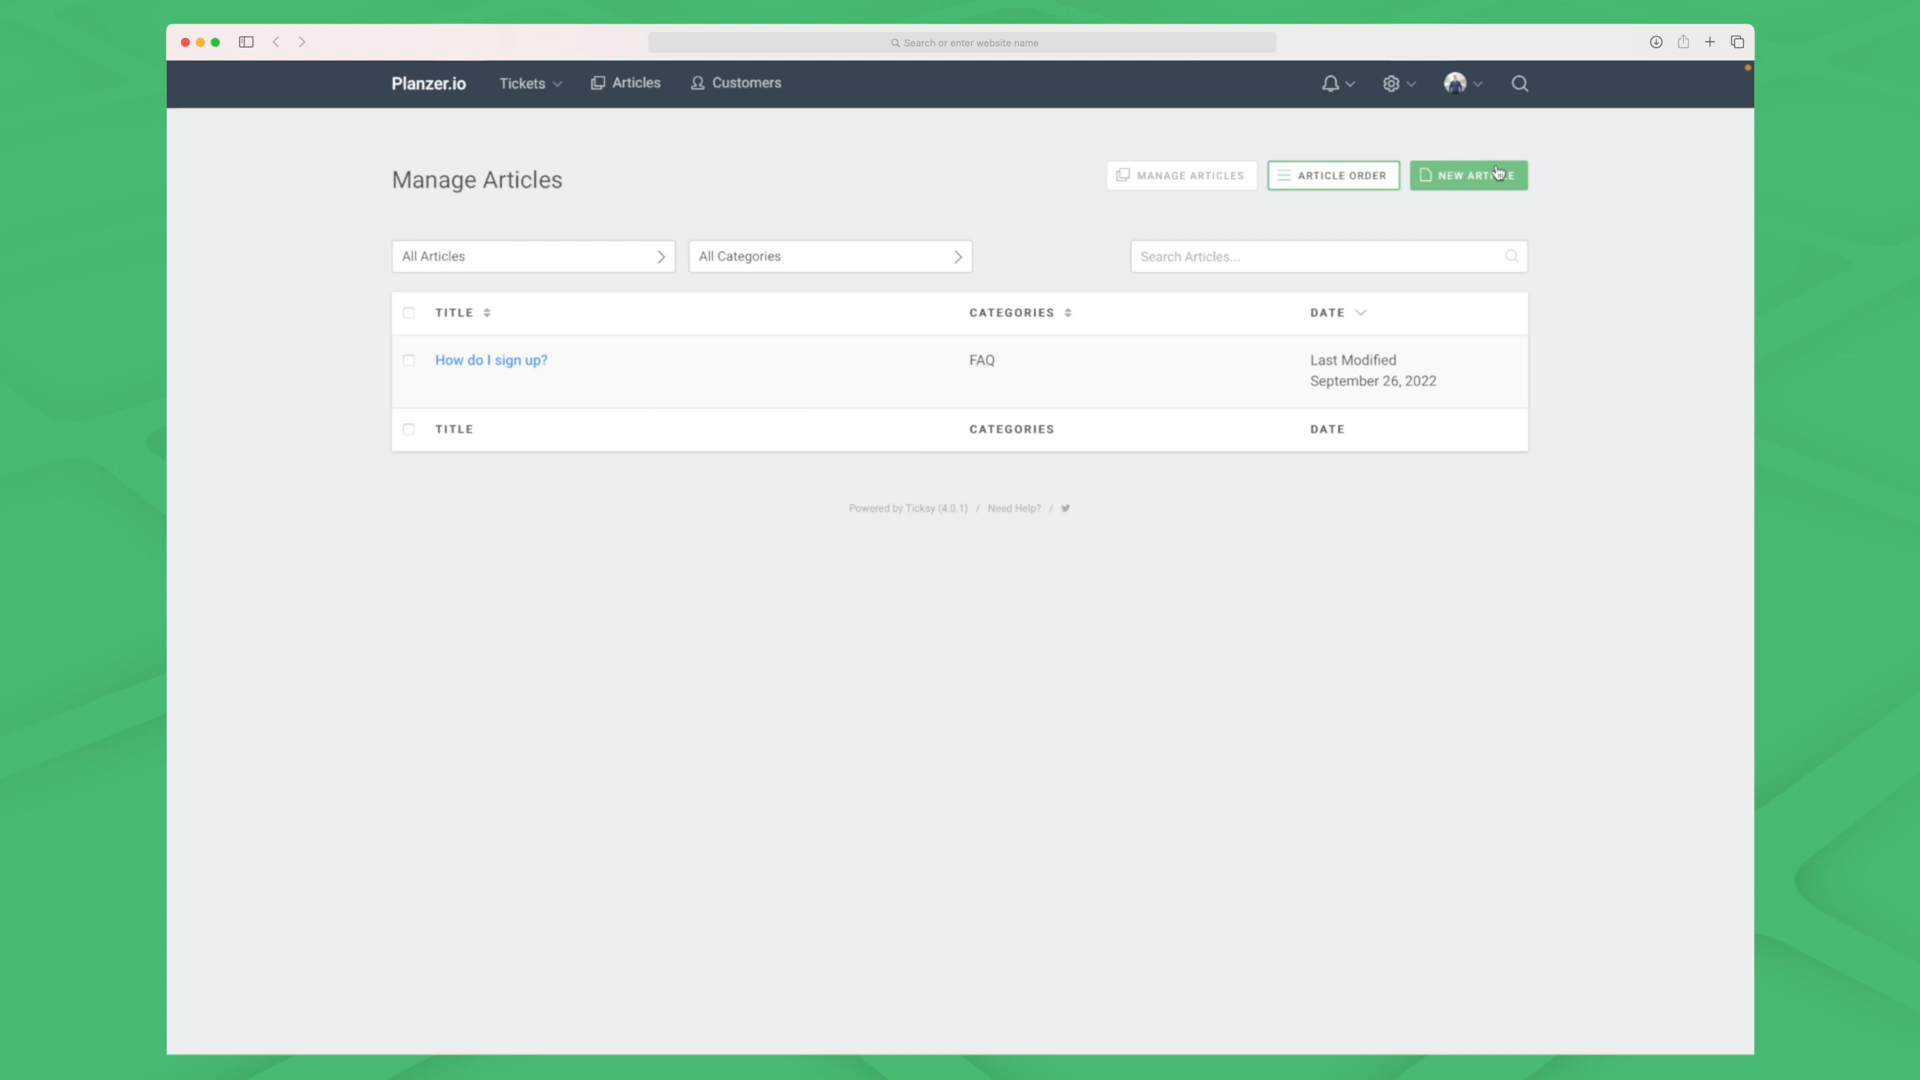 Search or enter website name
Planzer.io Tickets Articles Customers
Manage Articles
MANAGE ARTICLES ARTICLE ORDER NEW ARTICLE
All Articles All Categories Search Articles...
TITLE CATEGORIES DATE
How do I sign up? FAQ Last Modified
September 26, 2022
TITLE CATEGORIES DATE
Powered by Ticksy (4.0.1) / Need Help? /